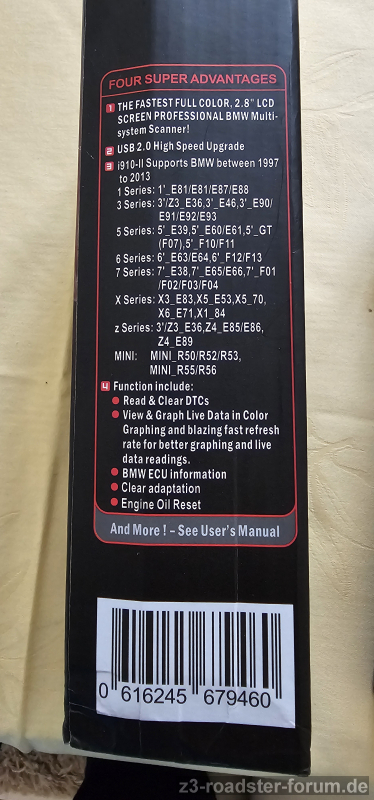 FOUR SUPER ADVANTAGES
1 THE FASTEST FULL COLOR, 2.8" LCD
SCREEN PROFESSIONAL BMW Multi-
system Scanner!
2 USB 2.0 High Speed Upgrade
3 i910-II Supports BMW between 1997
to 2013
1 Series: 1'_E81/E81/E87/E88
3 Series: 3'/Z3_E36,3'_E46,3'_E90/
E91/E92/E93
5 Series: 5'_E39,5'_E60/E61,5'_GT
(F07),5'_F10/F11
6 Series: 6'_E63/E64,6'_F12/F13
7 Series: 7'_E38,7'_E65/E66,7'_F01
/F02/F03/F04
X Series: X3_E83,X5_E53,X5_70,
X6_E71,X1_84
z Series: 3'/Z3_E36,Z4_E85/E86,
Z4_E89
MINI: MINI_R50/R52/R53,
MINI_R55/R56
4 Function include:
Read & Clear DTCs
View & Graph Live Data in Color
Graphing and blazing fast refresh
rate for better graphing and live
data readings.
BMW ECU information
Clear adaptation
Engine Oil Reset
And More! – See User's Manual
0 616245 679460
z3-roadster-forum.de